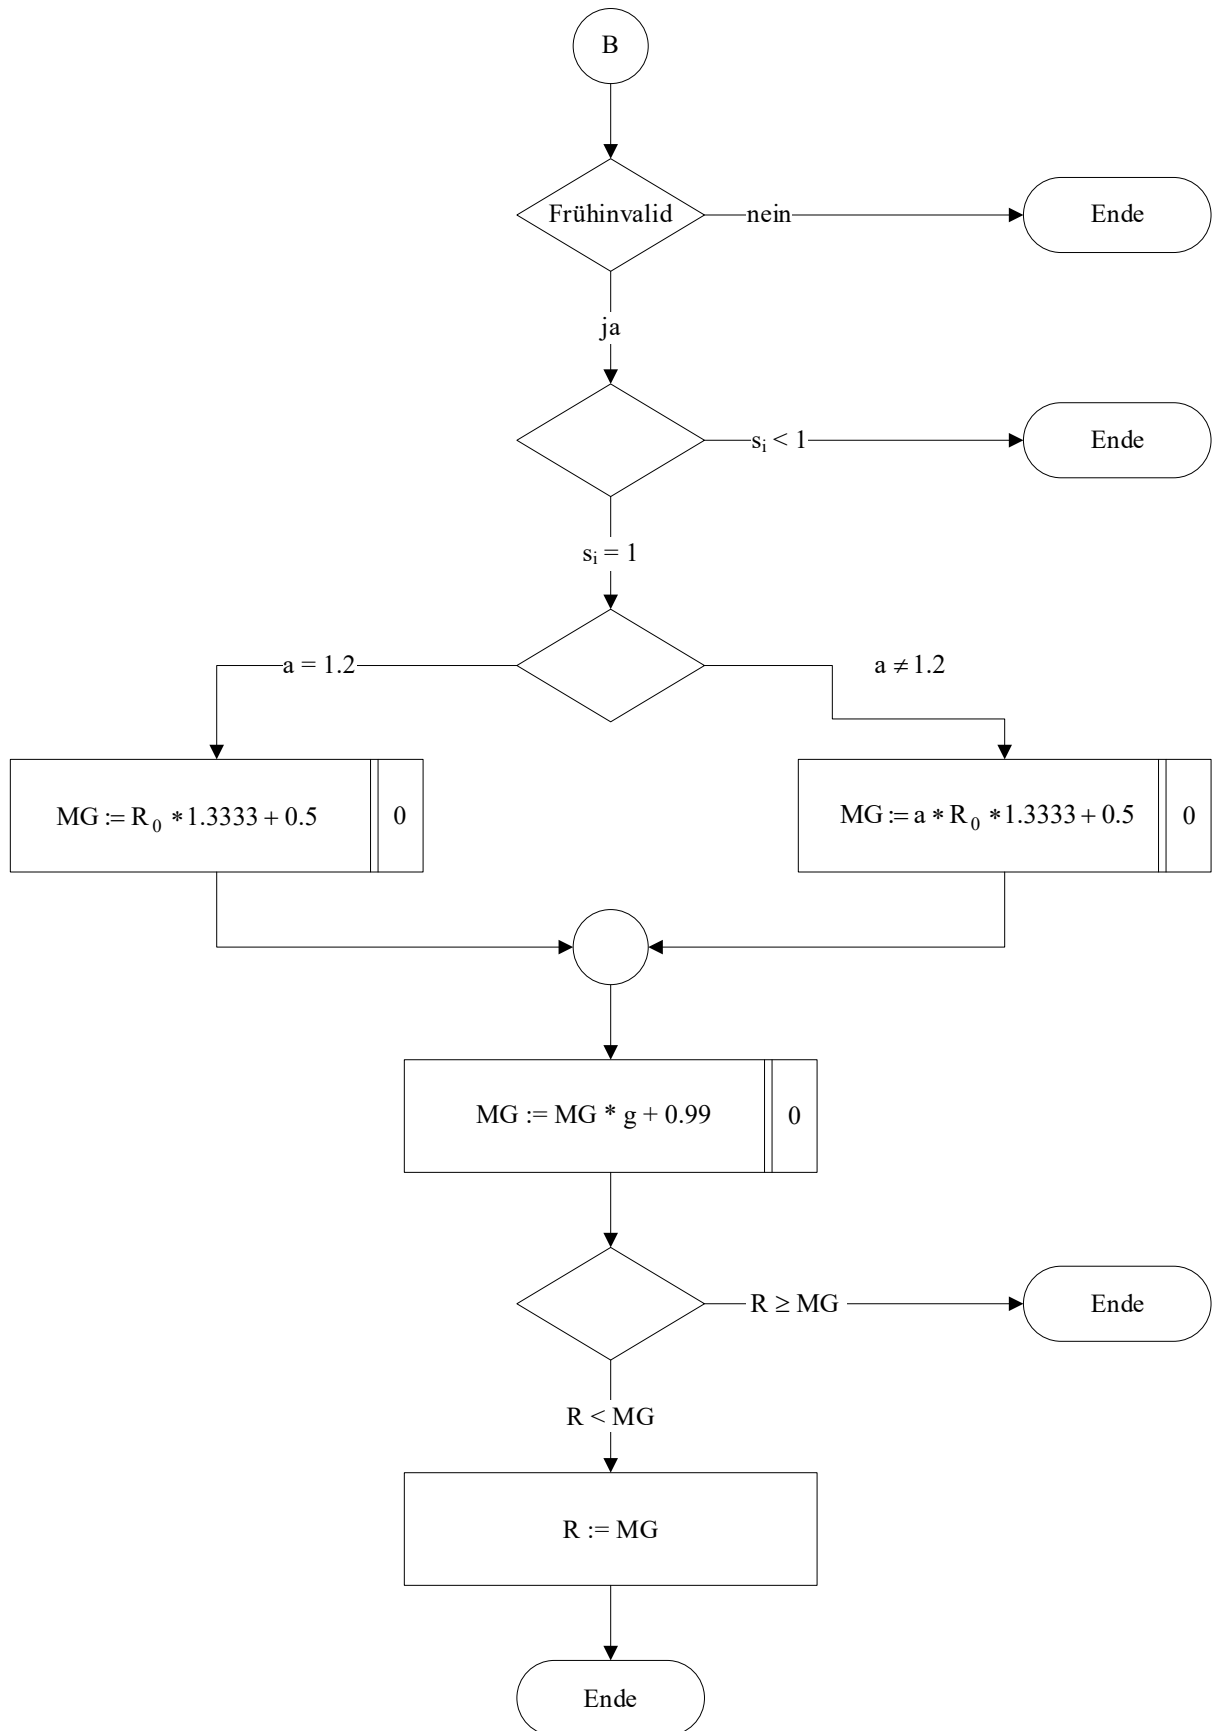 B
Frühinvalid
nein
Ende
ja
sᵢ < 1
Ende
sᵢ = 1
a = 1.2
a ≠ 1.2
MG := R₀ * 1.3333 + 0.5
0
MG := a * R₀ * 1.3333 + 0.5
0
MG := MG * g + 0.99
0
R ≥ MG
Ende
R < MG
R := MG
Ende